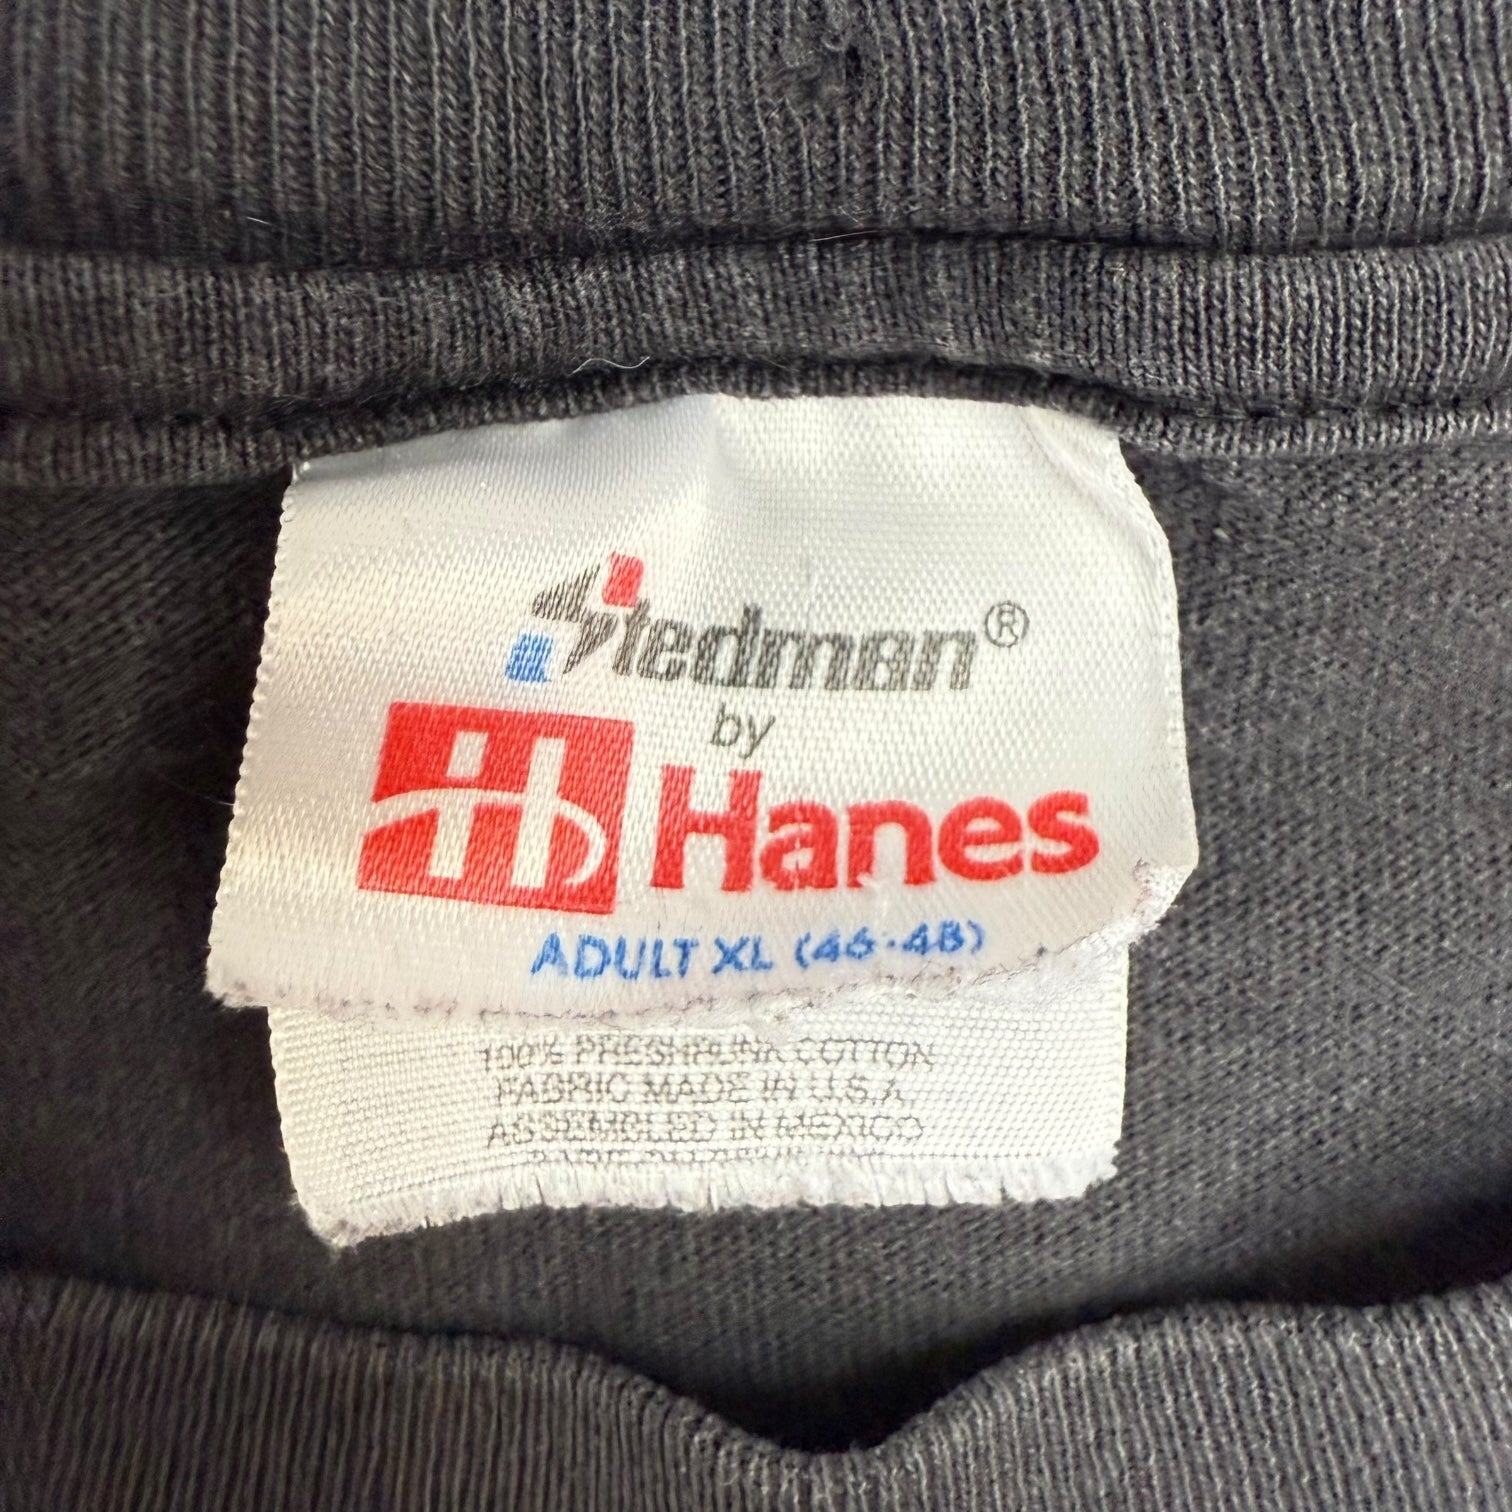 Stedman®
by
Hanes
ADULT XL (46-48)
100% PRESHRUNK COTTON
FABRIC MADE IN U.S.A.
ASSEMBLED IN MEXICO